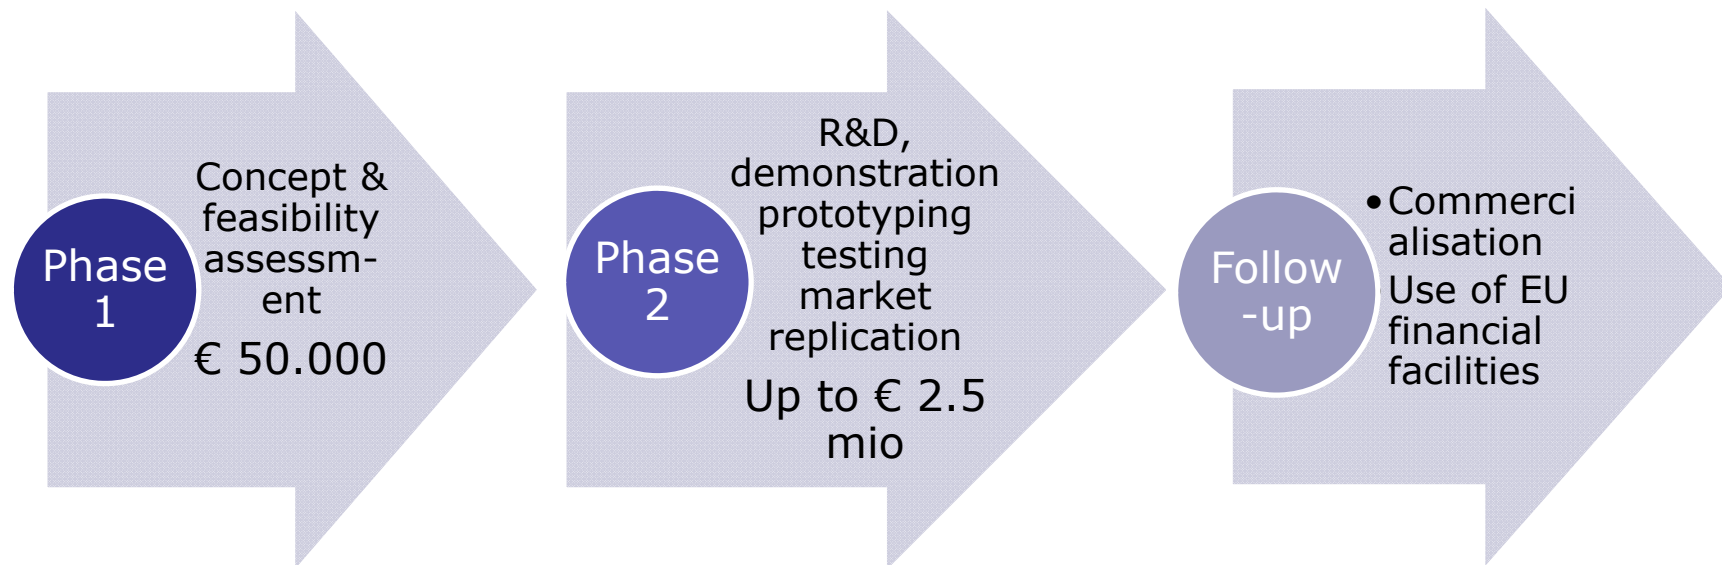 Phase
1
Concept &
feasibility
assessm-
ent
€ 50.000
Phase
2
R&D,
demonstration
prototyping
testing
market
replication
Up to € 2.5
mio
Follow
-up
•Commerci
alisation
Use of EU
financial
facilities